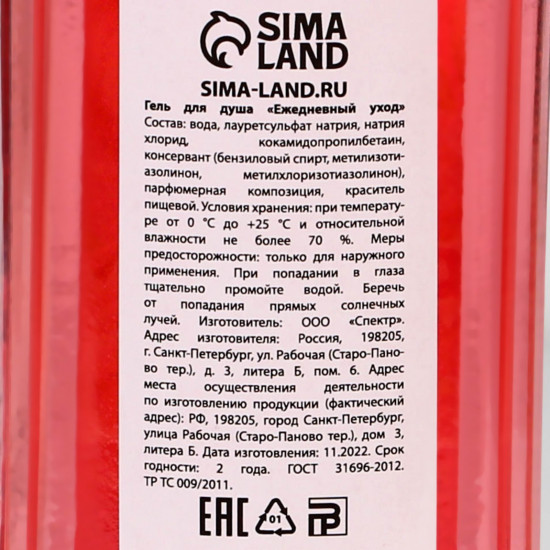 SIMA
LAND
SIMA-LAND.RU
Гель для душа «Ежедневный уход»
Состав: вода, лауретсульфат натрия, натрия
хлорид, кокамидопропилбетаин,
консервант (бензиловый спирт, метилизоти-
азолинон, метилхлоризотиазолинон),
парфюмерная композиция, краситель
пищевой. Условия хранения: при температу-
ре от 0 °С до +25 °С и относительной
влажности не более 70 %. Меры
предосторожности: только для наружного
применения. При попадании в глаза
тщательно промойте водой. Беречь
от попадания прямых солнечных
лучей. Изготовитель: ООО «Спектр».
Адрес изготовителя: Россия, 198205,
г. Санкт-Петербург, ул. Рабочая (Старо-Пано-
во тер.), д. 3, литера Б, пом. 6. Адрес
места осуществления деятельности
по изготовлению продукции (фактический
адрес): РФ, 198205, город Санкт-Петербург,
улица Рабочая (Старо-Паново тер.), дом 3,
литера Б. Дата изготовления: 11.2022. Срок
годности: 2 года. ГОСТ 31696-2012.
ТР ТС 009/2011.
ЕАС 01 РБ